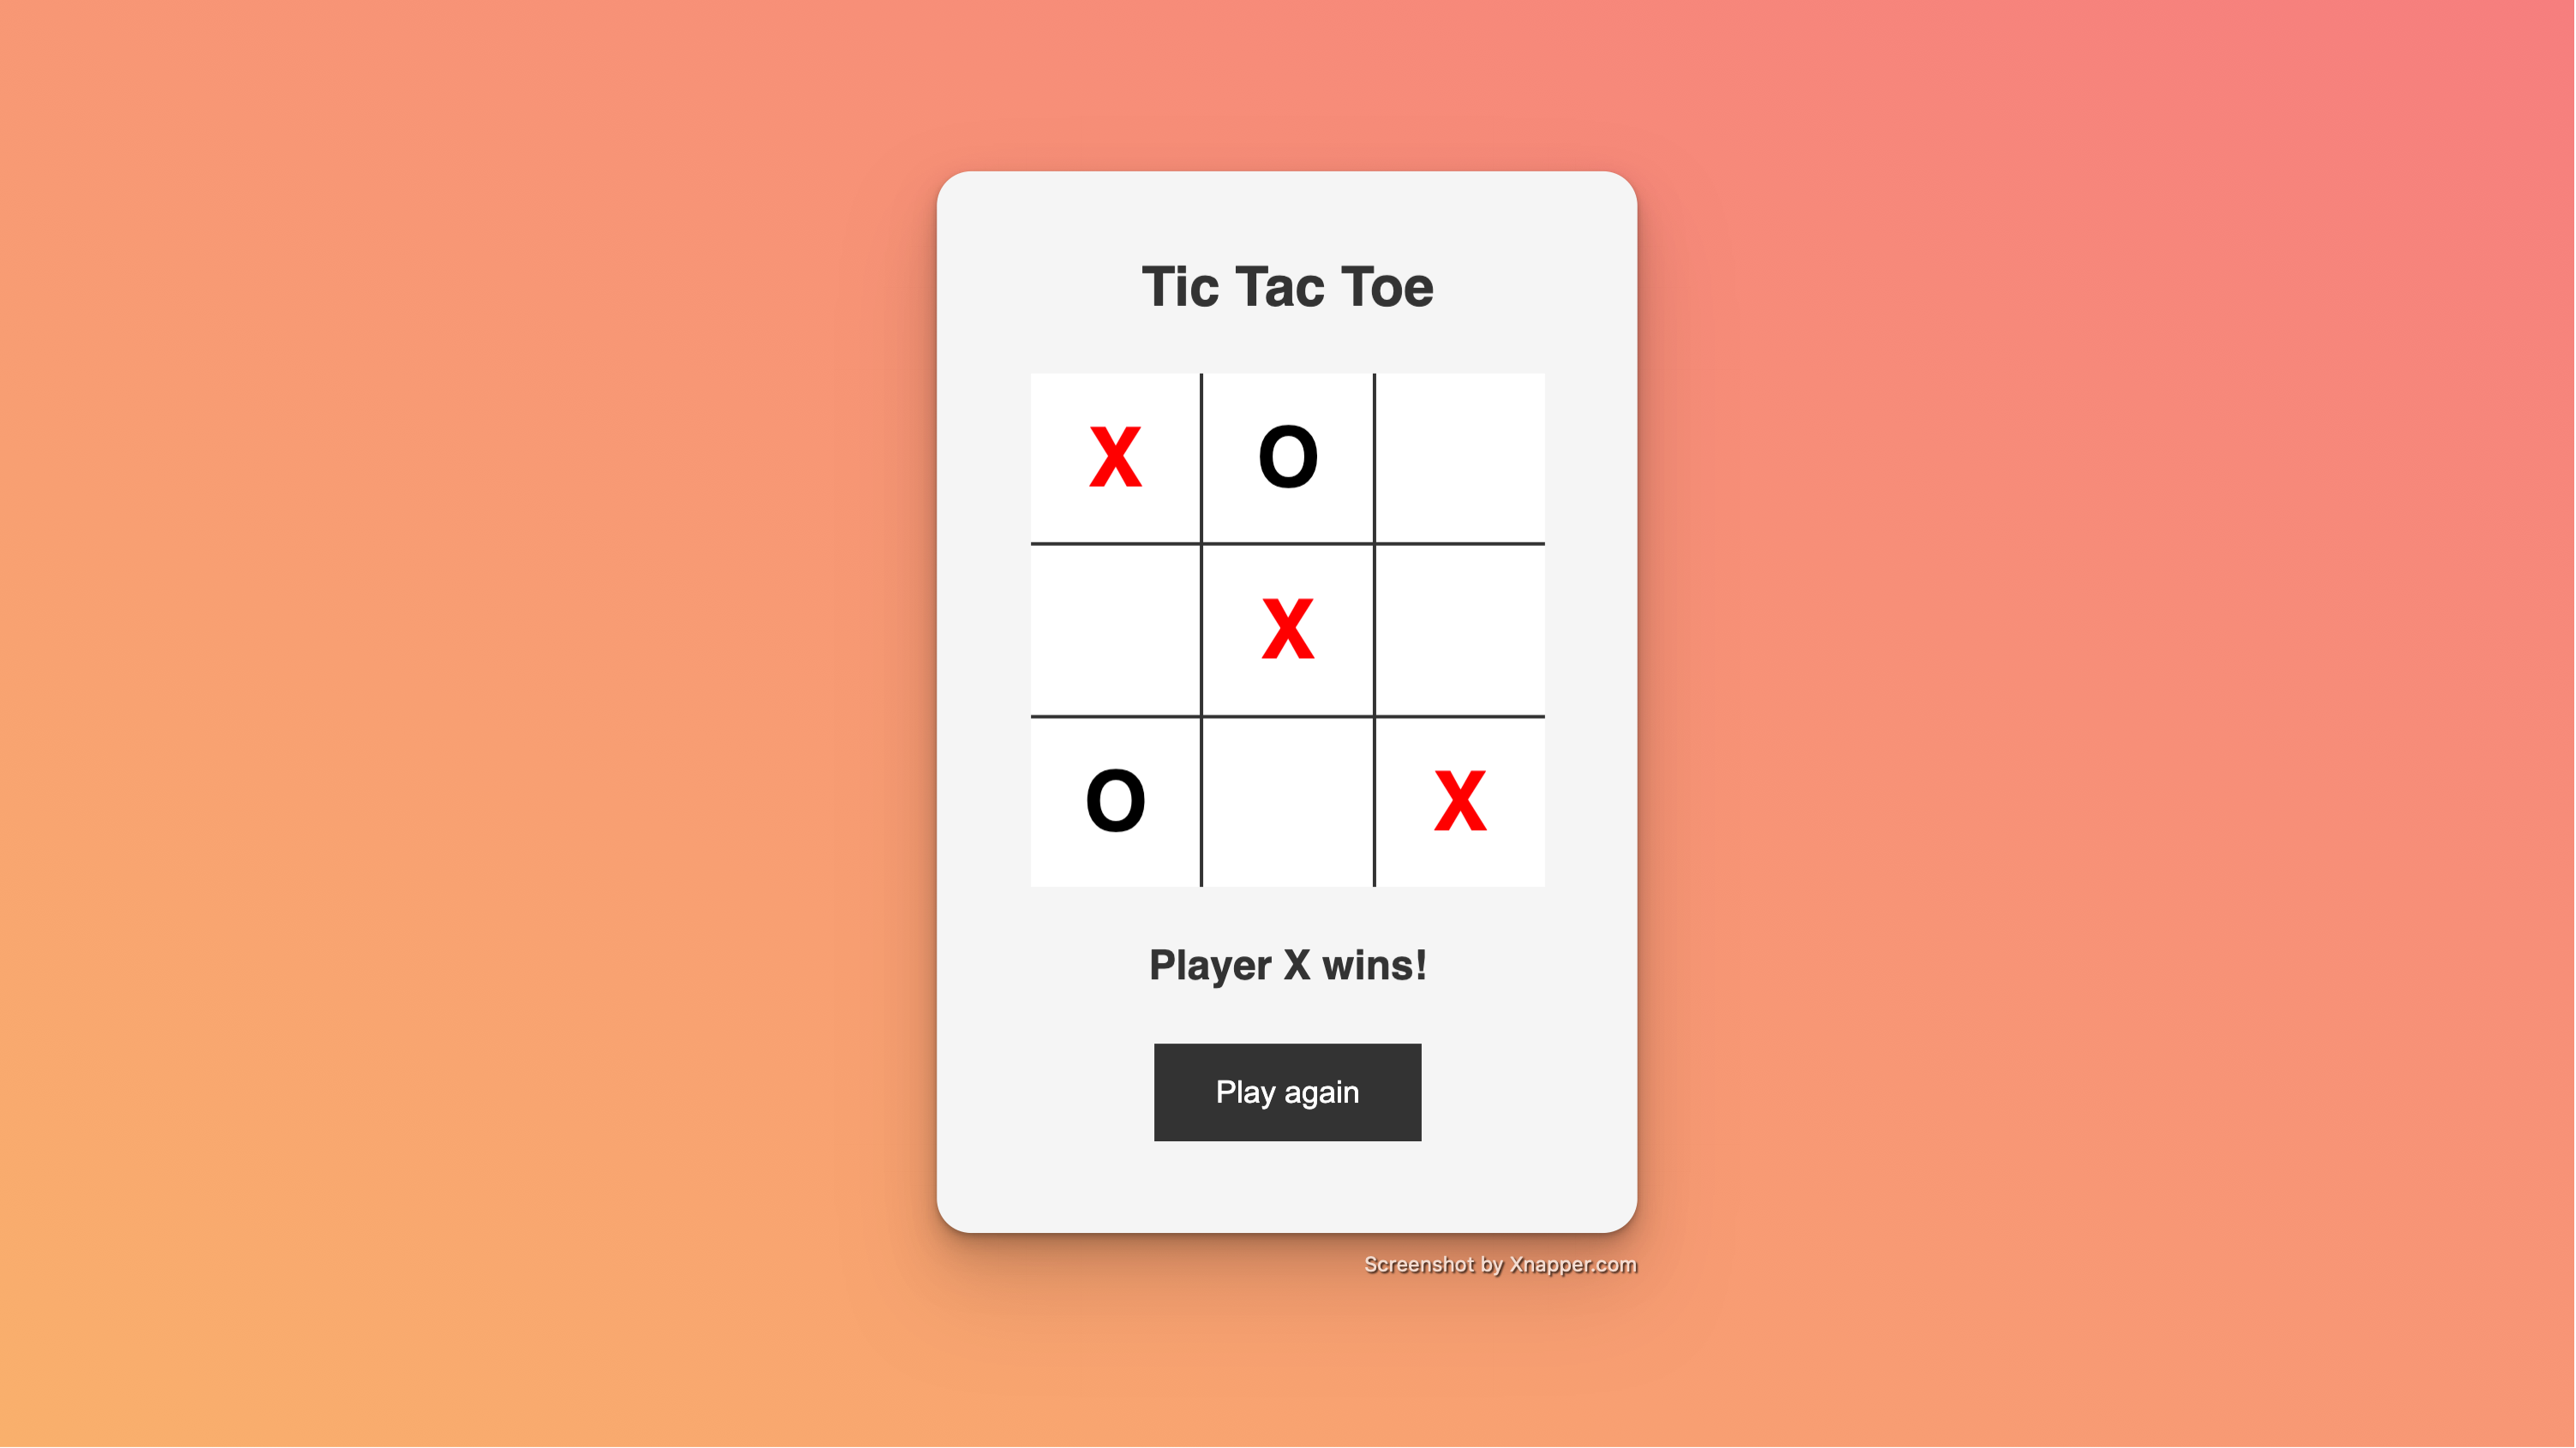 Tic Tac Toe
X O
X
O X
Player X wins!
Play again
Screenshot by Xnapper.com